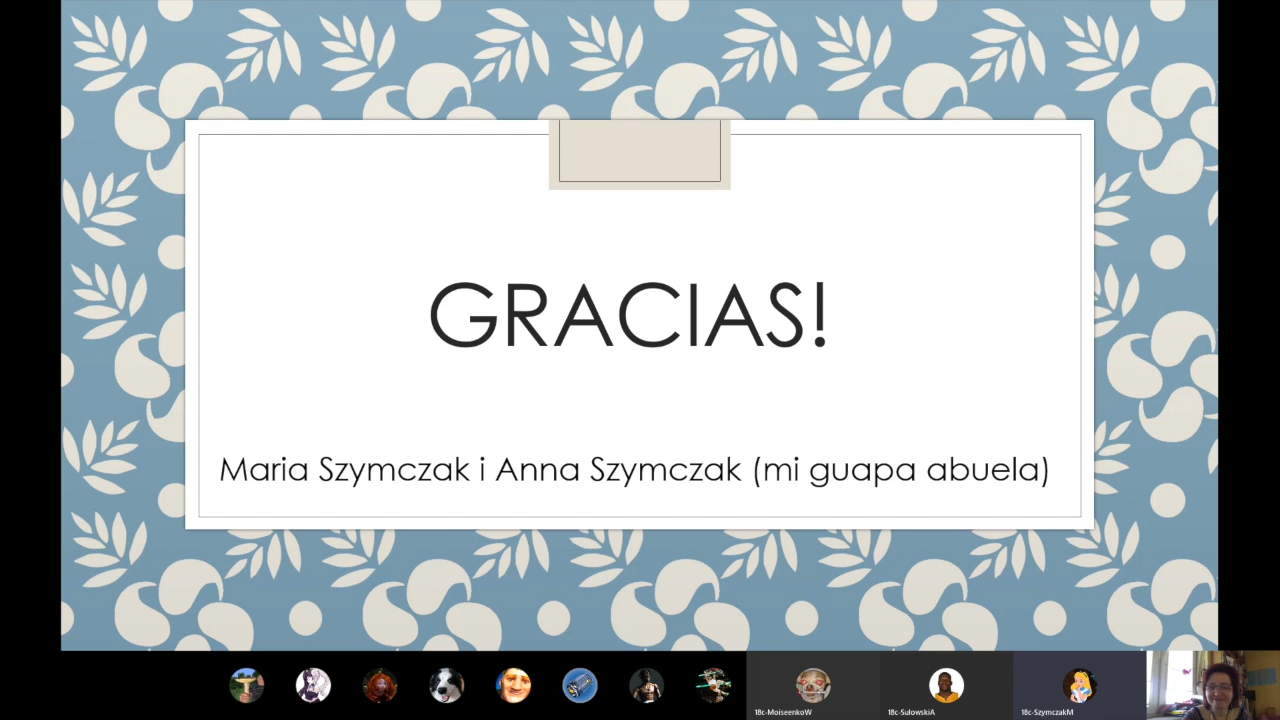 GRACIAS!
Maria Szymczak i Anna Szymczak (mi guapa abuela)
18c-MoiseenkoW
18c-SulowskiA
18c-SzymczakM